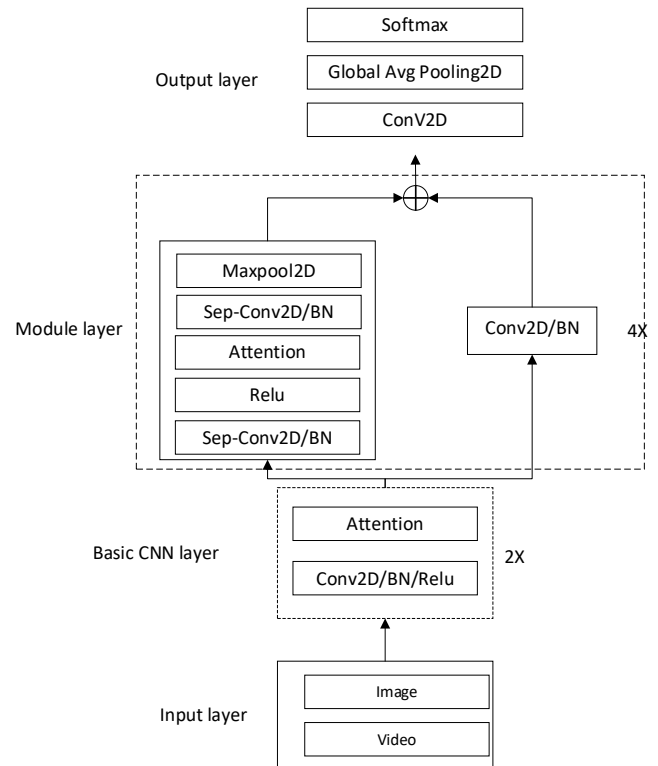 Softmax
Global Avg Pooling2D
Output layer
ConV2D
Maxpool2D
Sep-Conv2D/BN
Module layer
Conv2D/BN
4X
Attention
Relu
Sep-Conv2D/BN
Attention
Basic CNN layer
2X
Conv2D/BN/Relu
Image
Input layer
Video